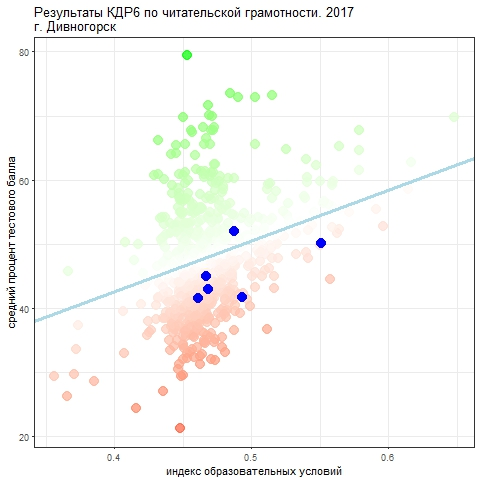 Результаты КДР6 по читательской грамотности. 2017
г. Дивногорск
средний процент тестового балла
80
60
40
20
0.4
0.5
0.6
индекс образовательных условий